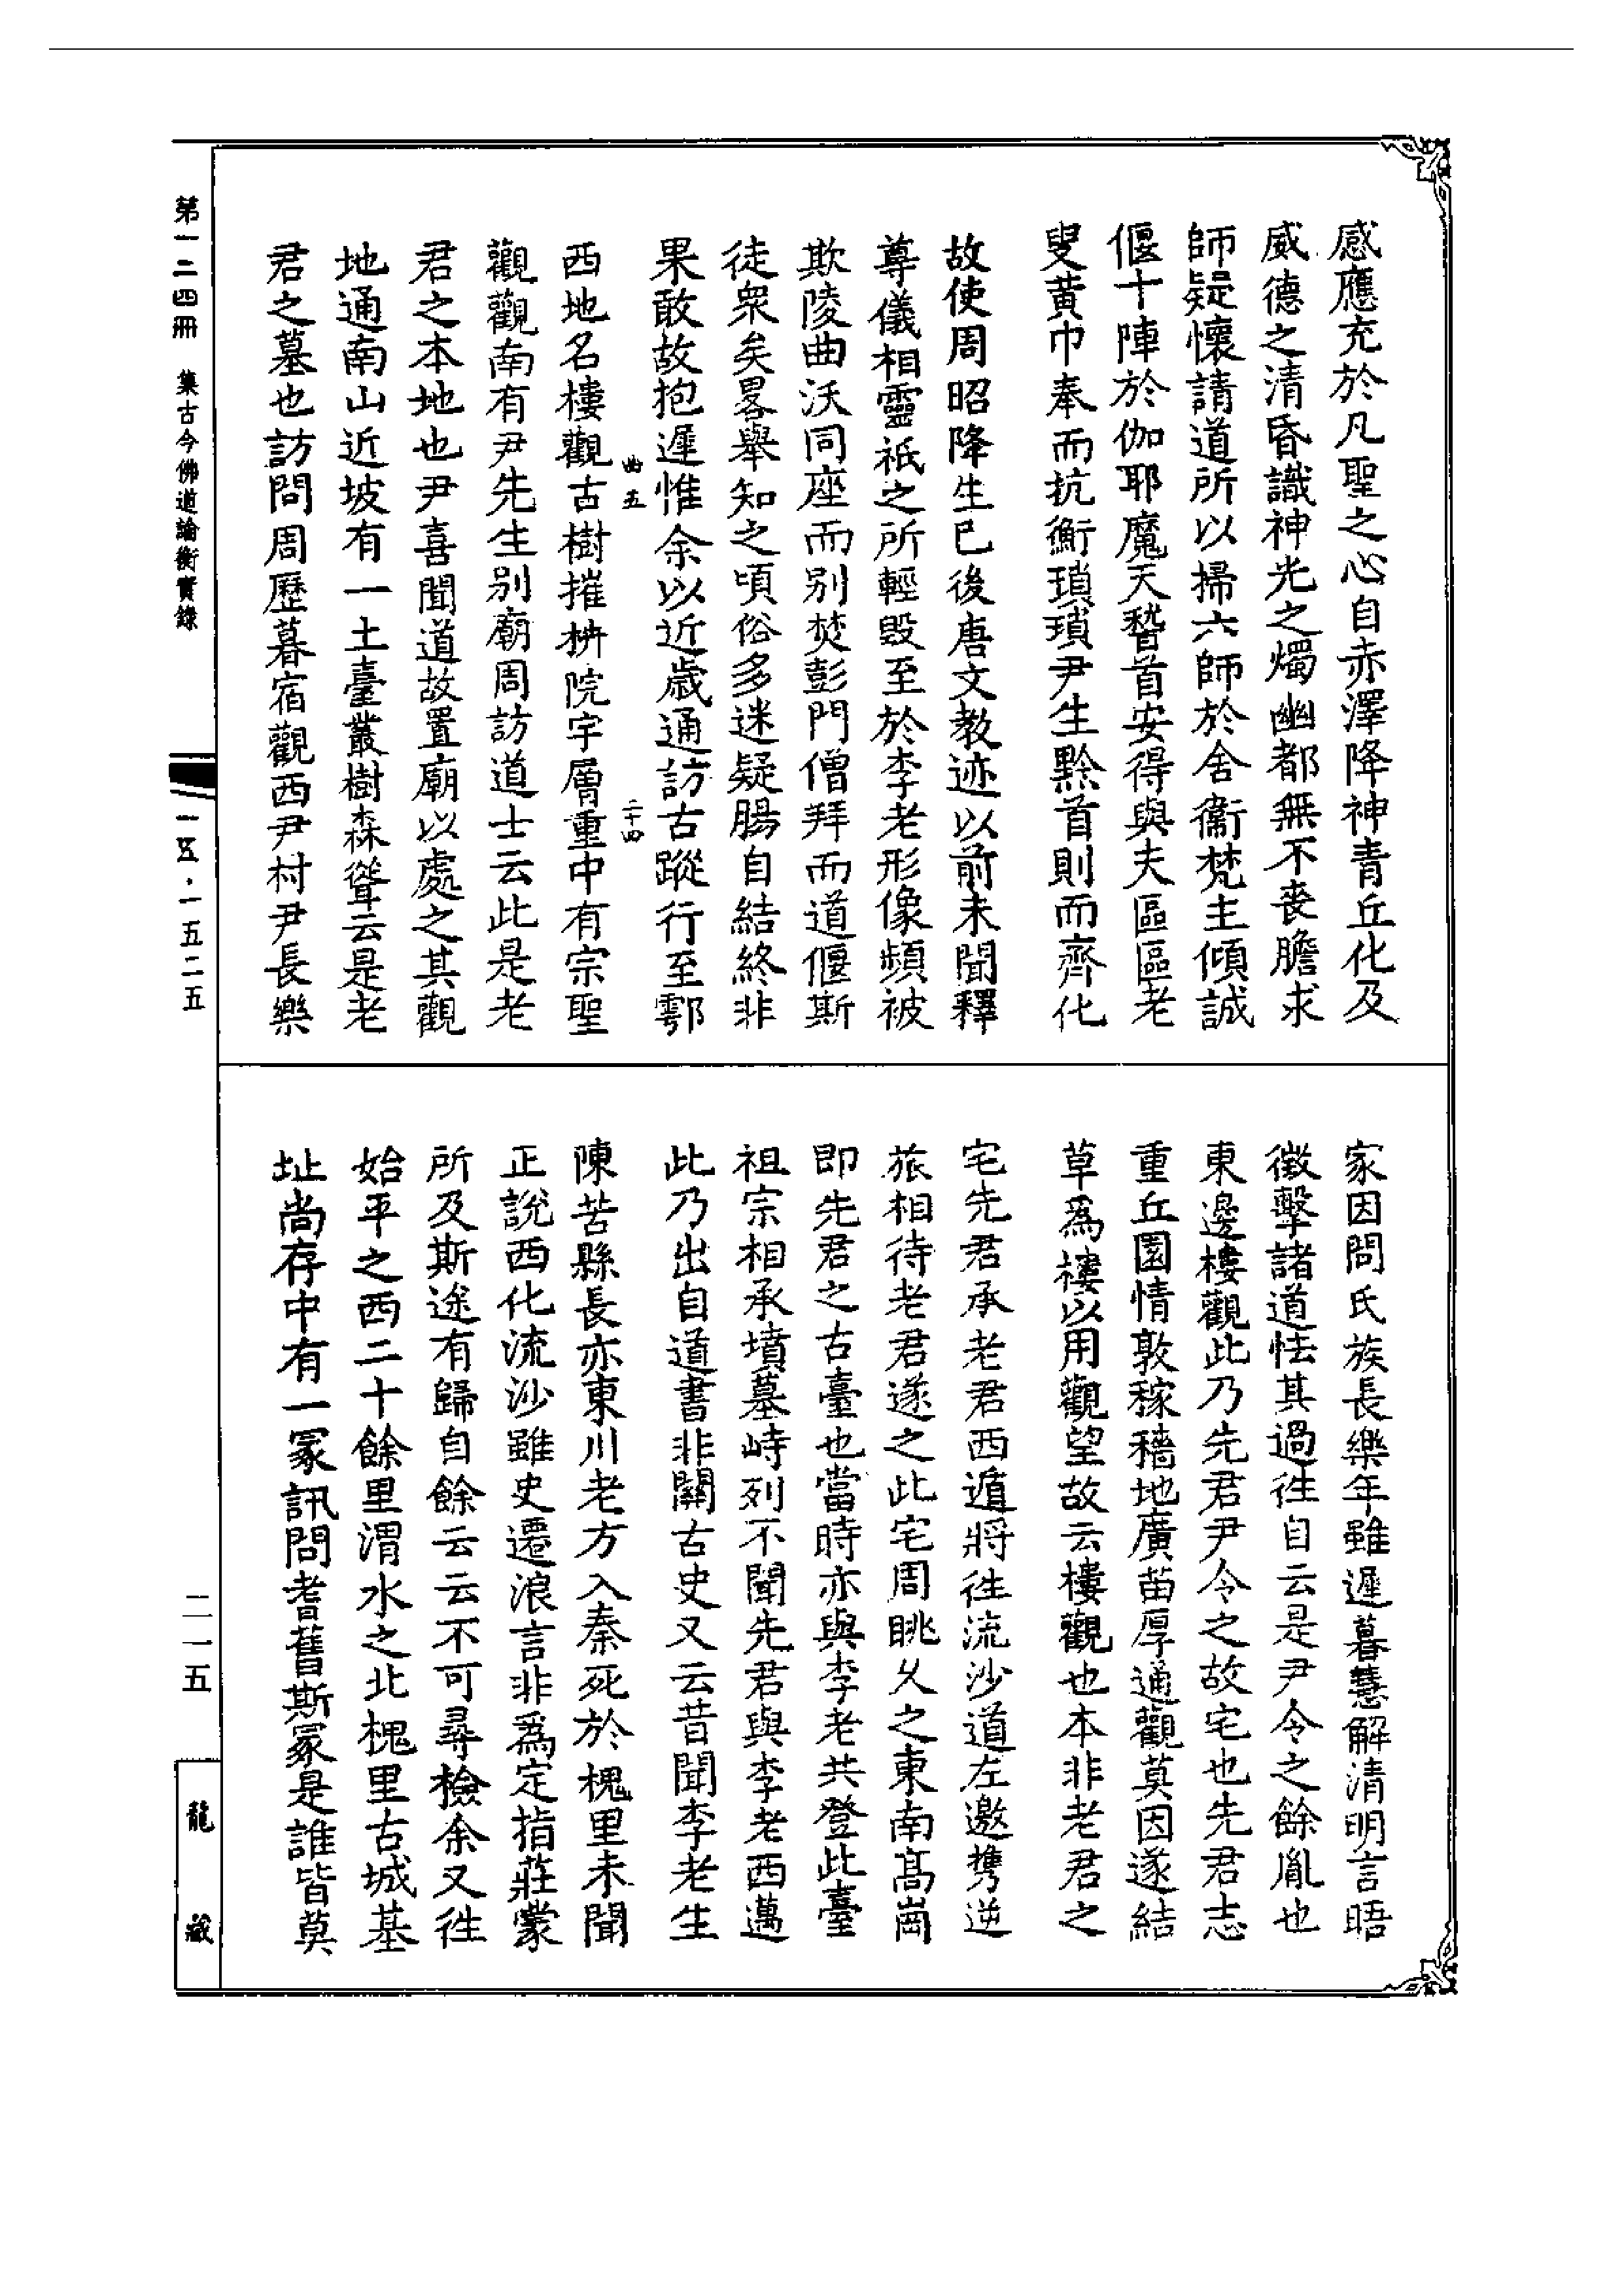 感應充於凡聖之心自赤澤降神青丘化及
威德之清昏識神光之燭幽都無不喪膽求
師疑懷請道所以掃六師於舍衞梵主傾誠
偃十陣於伽耶魔天稽首安得與夫區區老
叟黃巾奉而抗衡瑣瑣尹生黔首則而齊化
故使周昭降生已後唐文教迹以前未聞釋
尊儀相靈祇之所輕毀至於李老形像頻被
欺陵曲沃同座而別焚彭門僧拜而道偃斯
徒衆矣畧舉知之頃俗多迷疑腸自結終非
果敢故抱遲惟余以近歲通訪古蹤行至鄠
曲五
二十四
西地名樓觀古樹摧枿院宇層重中有宗聖
觀觀南有尹先生別廟周訪道士云此是老
君之本地也尹喜聞道故置廟以處之其觀
地通南山近坡有一土臺叢樹森聳云是老
君之墓也訪問周歷暮宿觀西尹村尹長樂
家因問氏族長樂年雖遲暮慧解清明言晤
徴擊諸道怯其過徃自云是尹令之餘胤也
東邊樓觀此乃先君尹令之故宅也先君志
重丘園情敦稼穡地廣苗厚通觀莫因遂結
草爲樓以用觀望故云樓觀也本非老君之
宅先君承老君西遁將徃流沙道左邀携逆
旅相待老君遂之此宅周眺乆之東南髙崗
即先君之古臺也當時亦與李老共登此臺
祖宗相承墳墓峙列不聞先君與李老西邁
此乃出自道書非關古史又云昔聞李老生
陳苦縣長亦東川老方入秦死於槐里未聞
正說西化流沙雖史遷浪言非爲定指莊蒙
所及斯途有歸自餘云云不可尋檢余又徃
始平之西二十餘里渭水之北槐里古城基
址尚存中有一冢訊問耆舊斯冢是誰皆莫
第一二四冊 集古今佛道論衡實錄
一五·一五二五
二一五
龍藏